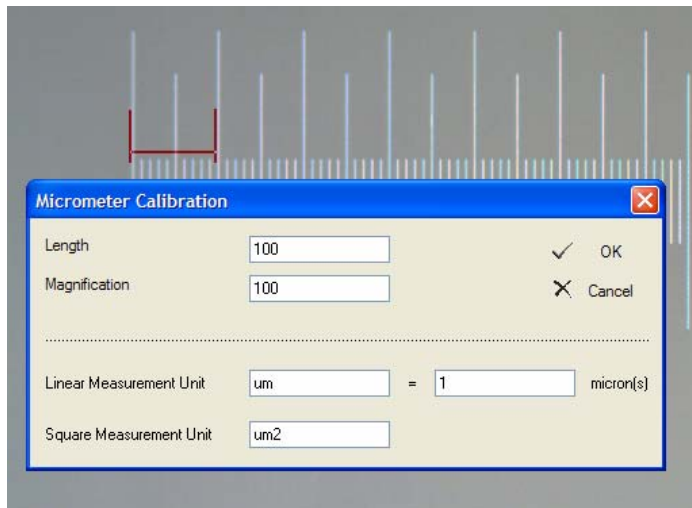 Micrometer Calibration
Length 100 OK
Magnification 100 Cancel
Linear Measurement Unit um = 1 micron(s)
Square Measurement Unit um2